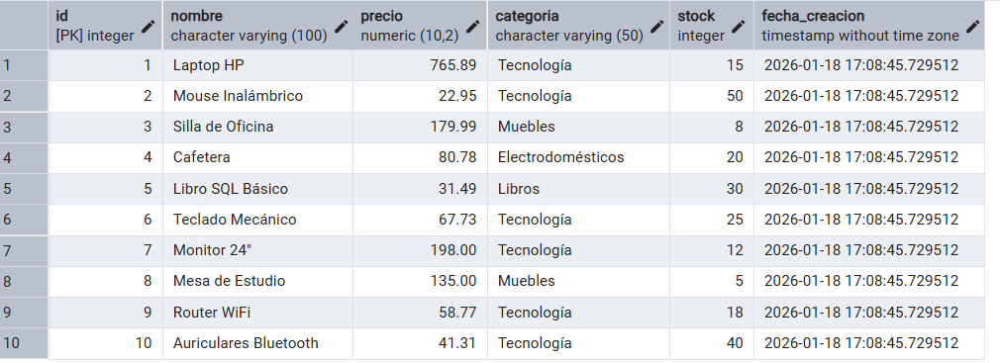 id nombre precio categoria stock fecha_creacion
[PK] integer character varying (100) numeric (10,2) character varying (50) integer timestamp without time zone
1 1 Laptop HP 765.89 Tecnología 15 2026-01-18 17:08:45.729512
2 2 Mouse Inalámbrico 22.95 Tecnología 50 2026-01-18 17:08:45.729512
3 3 Silla de Oficina 179.99 Muebles 8 2026-01-18 17:08:45.729512
4 4 Cafetera 80.78 Electrodomésticos 20 2026-01-18 17:08:45.729512
5 5 Libro SQL Básico 31.49 Libros 30 2026-01-18 17:08:45.729512
6 6 Teclado Mecánico 67.73 Tecnología 25 2026-01-18 17:08:45.729512
7 7 Monitor 24" 198.00 Tecnología 12 2026-01-18 17:08:45.729512
8 8 Mesa de Estudio 135.00 Muebles 5 2026-01-18 17:08:45.729512
9 9 Router WiFi 58.77 Tecnología 18 2026-01-18 17:08:45.729512
10 10 Auriculares Bluetooth 41.31 Tecnología 40 2026-01-18 17:08:45.729512